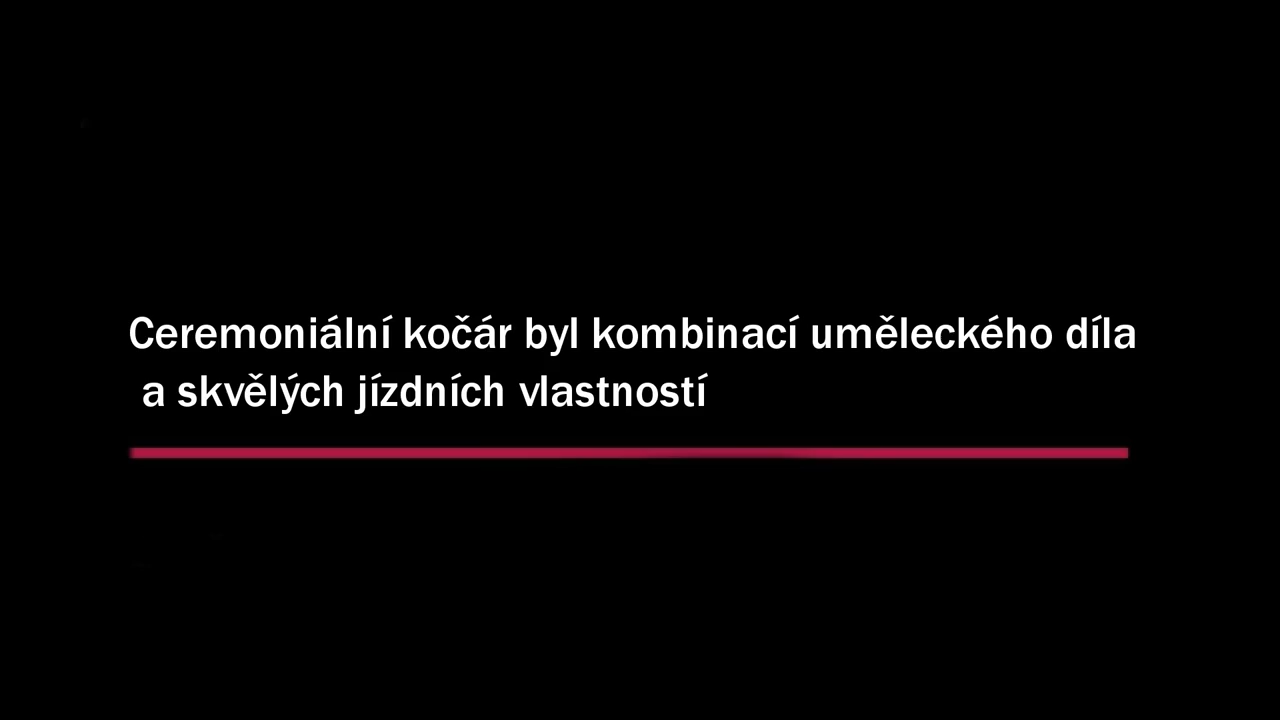 Ceremoniální kočár byl kombinací uměleckého díla
a skvělých jízdních vlastností